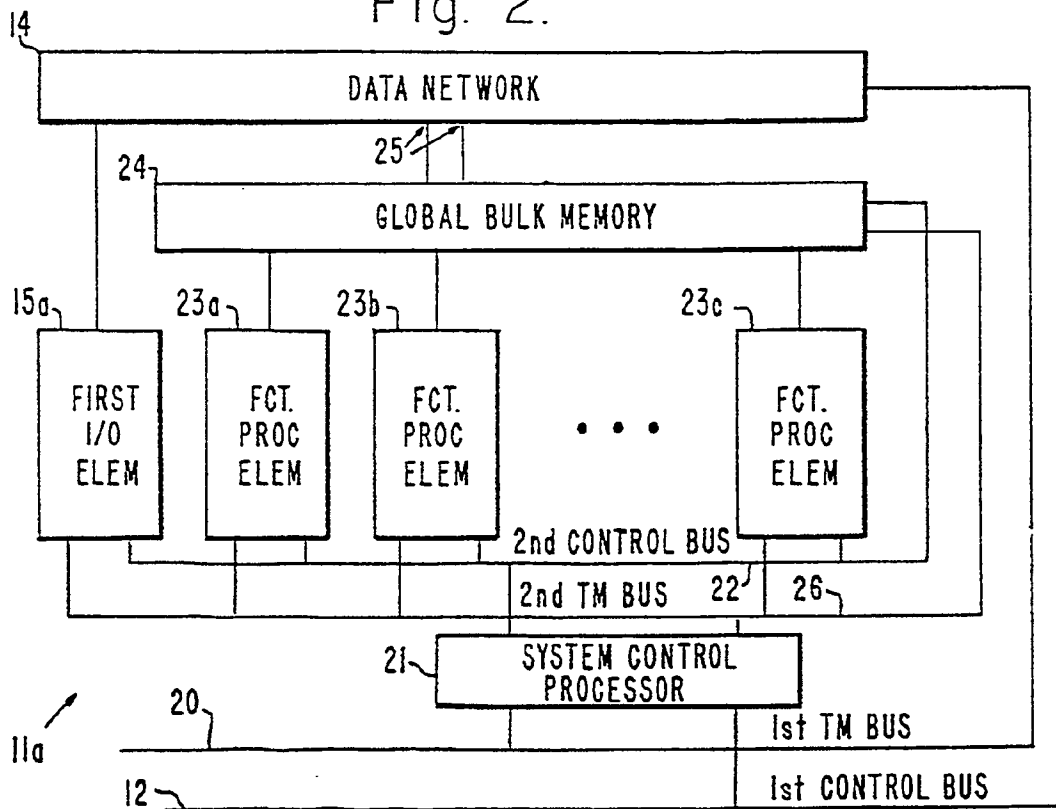 Fig. 2.
14
DATA NETWORK
25
24
GLOBAL BULK MEMORY
15a
23a
23b
23c
FIRST
I/O
ELEM
FCT.
PROC
ELEM
FCT.
PROC
ELEM
• • •
FCT.
PROC
ELEM
2nd CONTROL BUS
22
2nd TM BUS
26
21
SYSTEM CONTROL
PROCESSOR
11a
20
1st TM BUS
12
1st CONTROL BUS